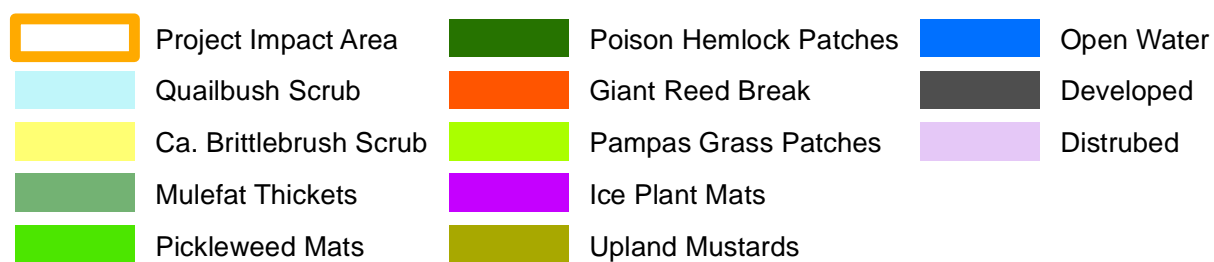 Project Impact Area
Quailbush Scrub
Ca. Brittlebrush Scrub
Mulefat Thickets
Pickleweed Mats
Poison Hemlock Patches
Giant Reed Break
Pampas Grass Patches
Ice Plant Mats
Upland Mustards
Open Water
Developed
Distrubed